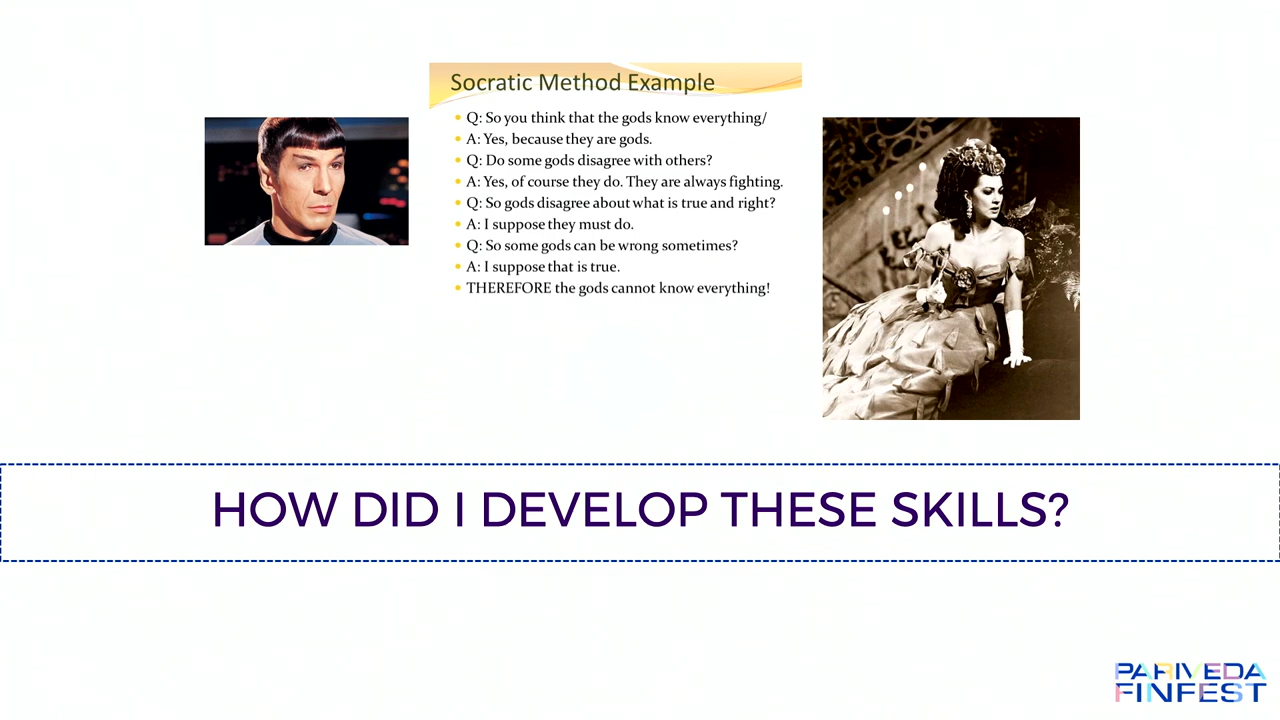 Socratic Method Example
• Q: So you think that the gods know everything/
• A: Yes, because they are gods.
• Q: Do some gods disagree with others?
• A: Yes, of course they do. They are always fighting.
• Q: So gods disagree about what is true and right?
• A: I suppose they must do.
• Q: So some gods can be wrong sometimes?
• A: I suppose that is true.
• THEREFORE the gods cannot know everything!
HOW DID I DEVELOP THESE SKILLS?
PARIVEDA
FINFEST